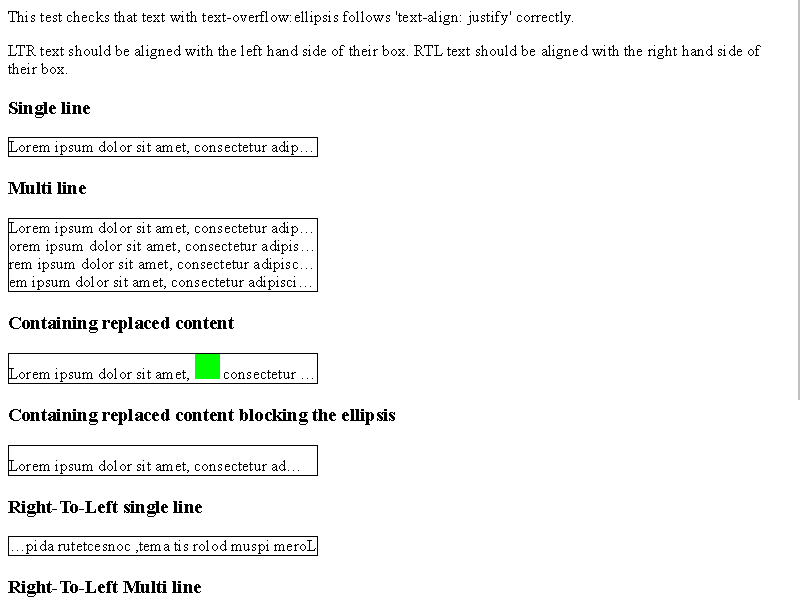 This test checks that text with text-overflow:ellipsis follows 'text-align: justify' correctly.
LTR text should be aligned with the left hand side of their box. RTL text should be aligned with the right hand side of
their box.
Single line
Lorem ipsum dolor sit amet, consectetur adip…
Multi line
Lorem ipsum dolor sit amet, consectetur adip…
orem ipsum dolor sit amet, consectetur adipis…
rem ipsum dolor sit amet, consectetur adipisc…
em ipsum dolor sit amet, consectetur adipisci…
Containing replaced content
Lorem ipsum dolor sit amet, consectetur …
Containing replaced content blocking the ellipsis
Lorem ipsum dolor sit amet, consectetur ad…
Right-To-Left single line
…pida rutetcesnoc ,tema tis rolod muspi meroL
Right-To-Left Multi line